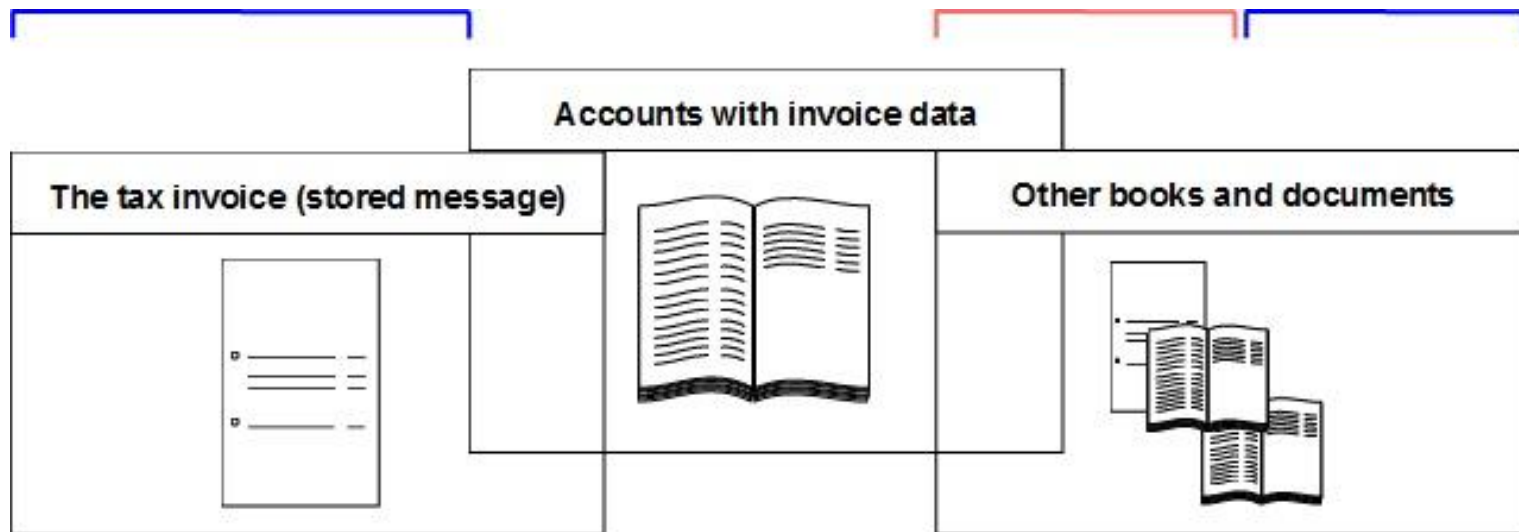 Accounts with invoice data
The tax invoice (stored message)
Other books and documents